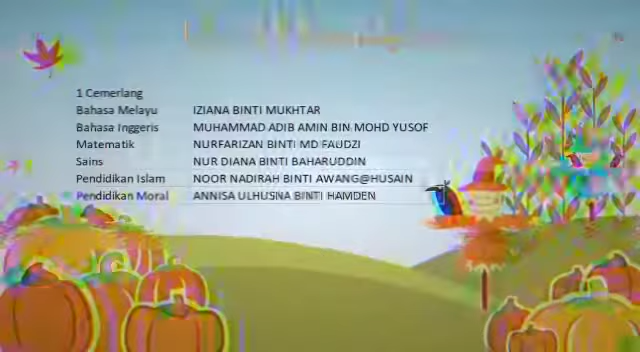 1 Cemerlang
Bahasa Melayu IZIANA BINTI MUKHTAR
Bahasa Inggeris MUHAMMAD ADIB AMIN BIN MOHD YUSOF
Matematik NURFARIZAN BINTI MD FAUDZI
Sains NUR DIANA BINTI BAHARUDDIN
Pendidikan Islam NOOR NADIRAH BINTI AWANG@HUSAIN
Pendidikan Moral ANNISA ULHUSNA BINTI HAMDEN